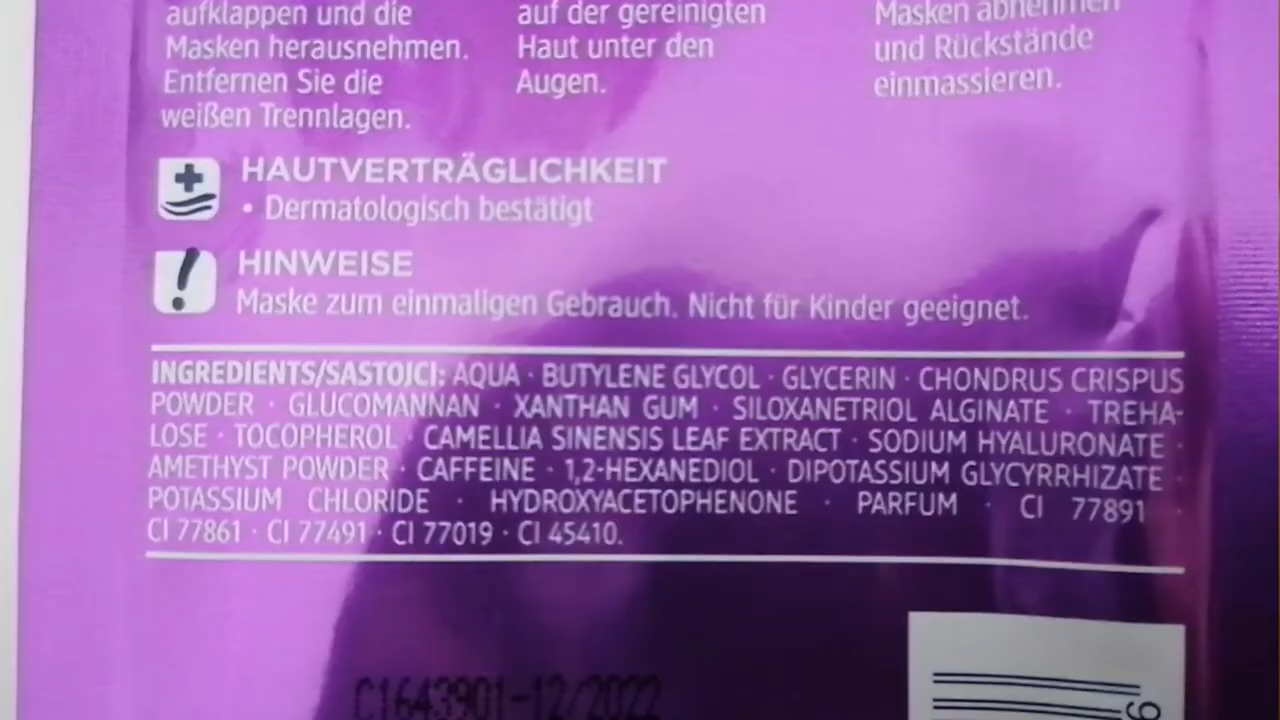 aufklappen und die
Masken herausnehmen.
Entfernen Sie die
weißen Trennlagen.
auf der gereinigten
Haut unter den
Augen.
Masken abnehmen
und Rückstände
einmassieren.
HAUTVERTRÄGLICHKEIT
• Dermatologisch bestätigt
HINWEISE
Maske zum einmaligen Gebrauch. Nicht für Kinder geeignet.
INGREDIENTS/SASTOJCI: AQUA · BUTYLENE GLYCOL · GLYCERIN · CHONDRUS CRISPUS
POWDER · GLUCOMANNAN · XANTHAN GUM · SILOXANETRIOL ALGINATE · TREHA-
LOSE · TOCOPHEROL · CAMELLIA SINENSIS LEAF EXTRACT · SODIUM HYALURONATE ·
AMETHYST POWDER · CAFFEINE · 1,2-HEXANEDIOL · DIPOTASSIUM GLYCYRRHIZATE ·
POTASSIUM CHLORIDE · HYDROXYACETOPHENONE · PARFUM · CI 77891 ·
CI 77861 · CI 77491 · CI 77019 · CI 45410.
C1643901-12/2022
9